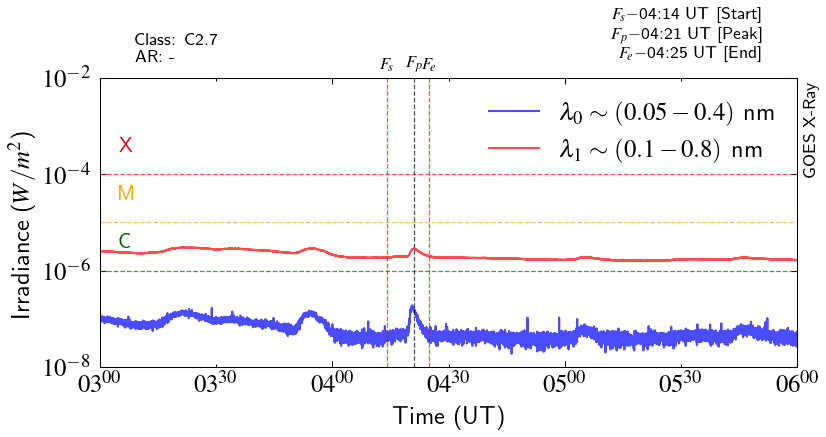 F_s−04:14 UT [Start]
Class: C2.7
F_p−04:21 UT [Peak]
AR: -
F_e−04:25 UT [End]
F_s F_p F_e
10^{-2}
10^{-4}
10^{-6}
10^{-8}
Irradiance (W/m^2)
X
M
C
λ_0 ∼ (0.05 − 0.4) nm
λ_1 ∼ (0.1 − 0.8) nm
GOES X-Ray
03^{00} 03^{30} 04^{00} 04^{30} 05^{00} 05^{30} 06^{00}
Time (UT)